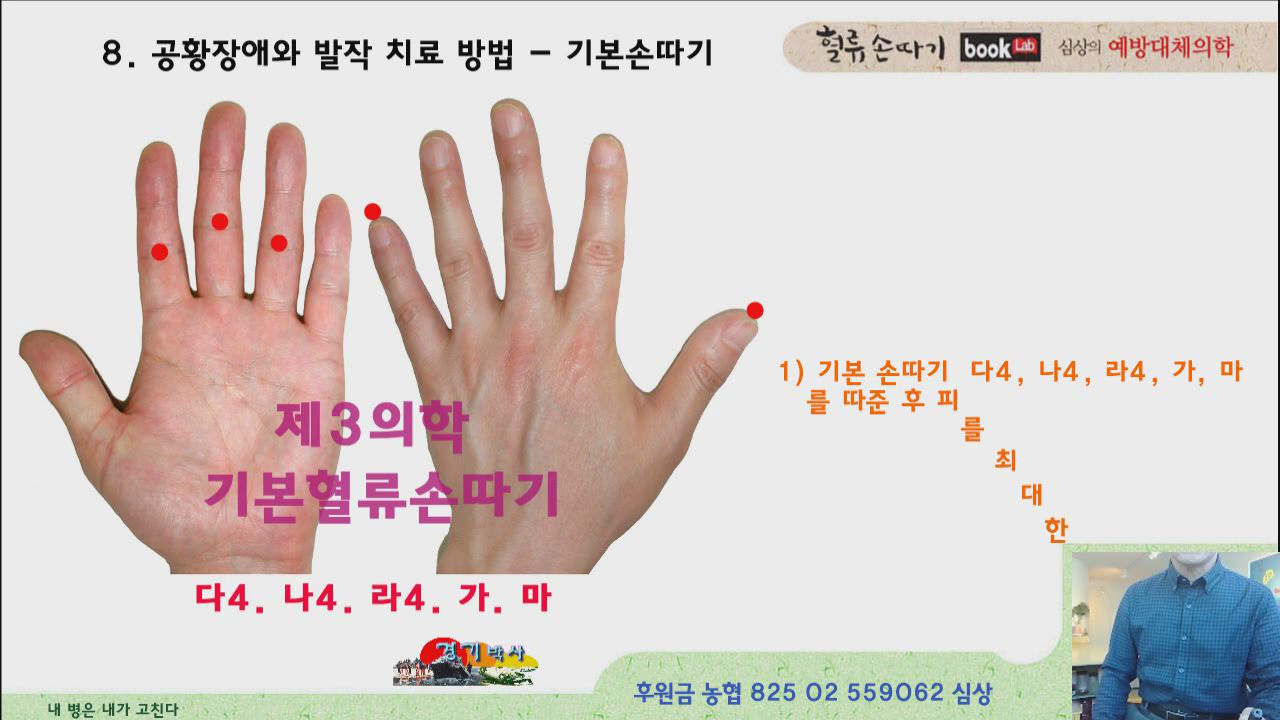 8. 공황장애와 발작 치료 방법 - 기본손따기
혈류 손따기 book Lab 심상의 예방대체의학
1) 기본 손따기 다4, 나4, 라4, 가, 마
를 따준 후 피
를
최
대
한
제3의학
기본혈류손따기
다4. 나4. 라4. 가. 마
경기박사
후원금 농협 825 02 559062 심상
내 병은 내가 고친다